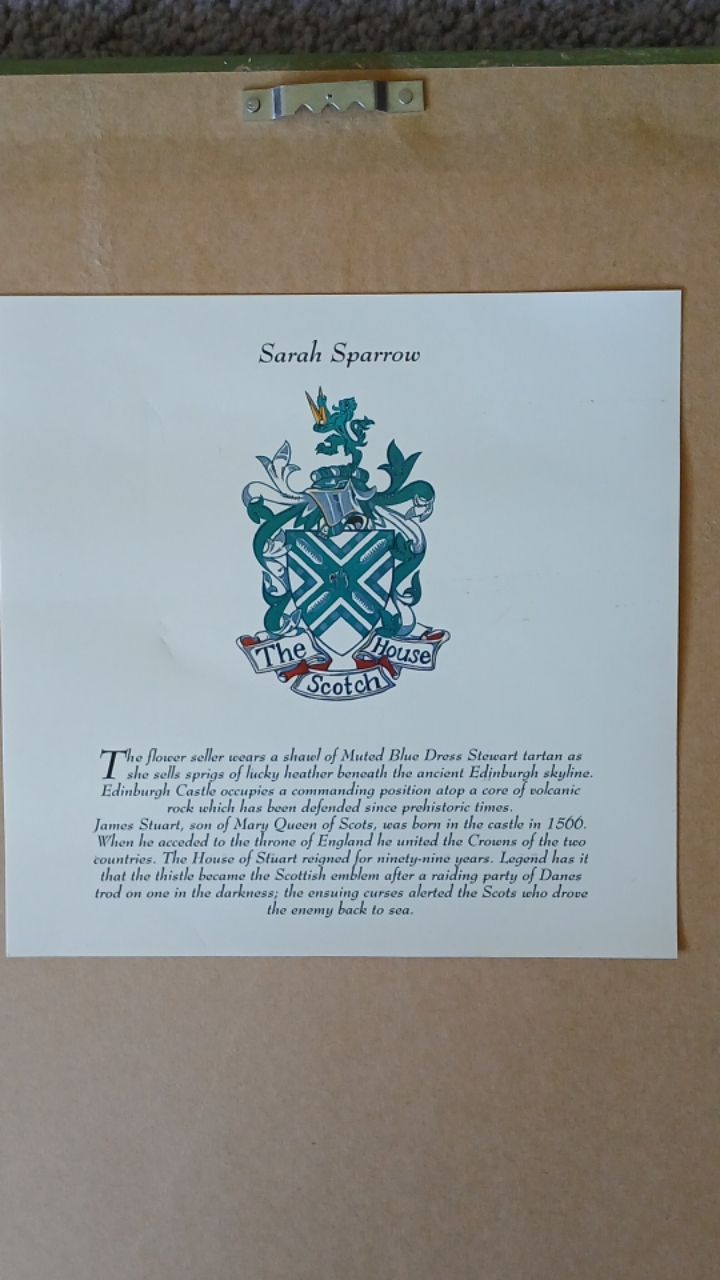 Sarah Sparrow
The House
Scotch
The flower seller wears a shawl of Muted Blue Dress Stewart tartan as
she sells sprigs of lucky heather beneath the ancient Edinburgh skyline.
Edinburgh Castle occupies a commanding position atop a core of volcanic
rock which has been defended since prehistoric times.
James Stuart, son of Mary Queen of Scots, was born in the castle in 1566.
When he acceded to the throne of England he united the Crowns of the two
countries. The House of Stuart reigned for ninety-nine years. Legend has it
that the thistle became the Scottish emblem after a raiding party of Danes
trod on one in the darkness; the ensuing curses alerted the Scots who drove
the enemy back to sea.